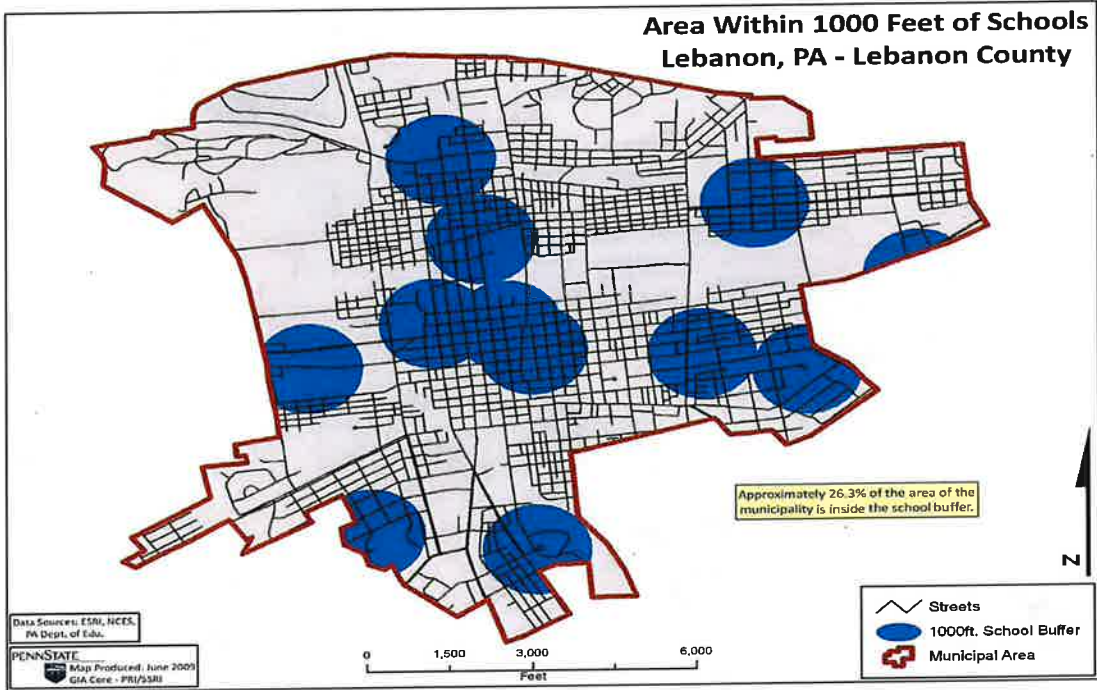 Area Within 1000 Feet of Schools
Lebanon, PA - Lebanon County
Approximately 26.3% of the area of the
municipality is inside the school buffer.
N
Streets
1000ft. School Buffer
Municipal Area
Data Sources: ESRI, NCES,
PA Dept. of Edu.
PENNSTATE
Map Produced: June 2009
GIA Core - PRI/SSRI
0 1,500 3,000 6,000
Feet